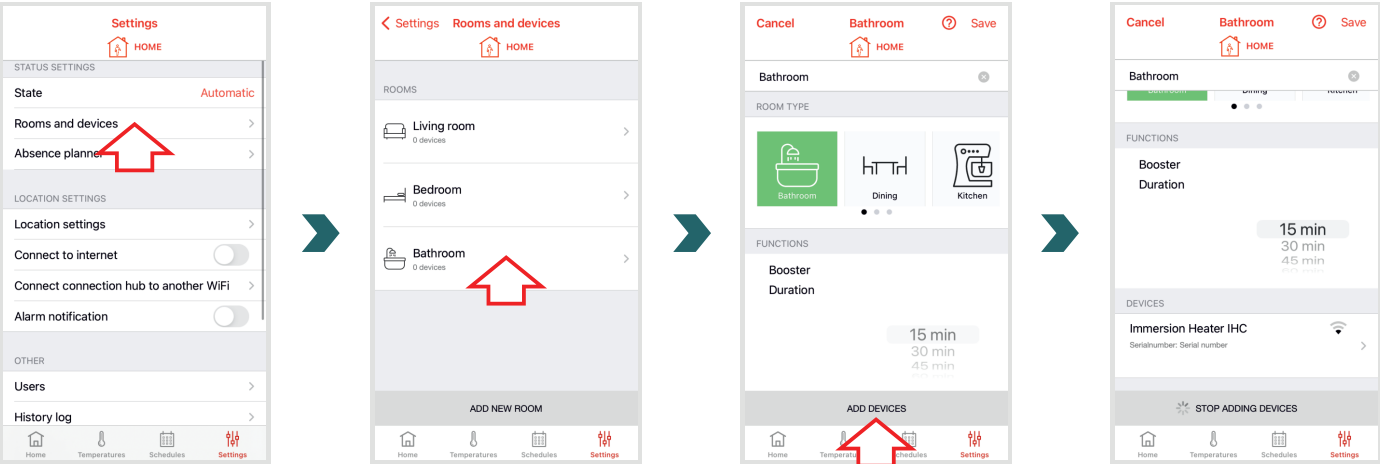 Settings
HOME
STATUS SETTINGS
State Automatic
Rooms and devices
Absence planner
LOCATION SETTINGS
Location settings
Connect to internet
Connect connection hub to another WiFi
Alarm notification
OTHER
Users
History log
Home Temperatures Schedules Settings
Settings Rooms and devices
HOME
ROOMS
Living room
0 devices
Bedroom
0 devices
Bathroom
0 devices
ADD NEW ROOM
Home Temperatures Schedules Settings
Cancel Bathroom ? Save
HOME
Bathroom
ROOM TYPE
Bathroom Dining Kitchen
FUNCTIONS
Booster
Duration
15 min
30 min
45 min
ADD DEVICES
Home Schedules Settings
Cancel Bathroom ? Save
HOME
Bathroom
Bathroom Dining Kitchen
FUNCTIONS
Booster
Duration
15 min
30 min
45 min
DEVICES
Immersion Heater IHC
Serialnumber: Serial number
STOP ADDING DEVICES
Home Temperatures Schedules Settings